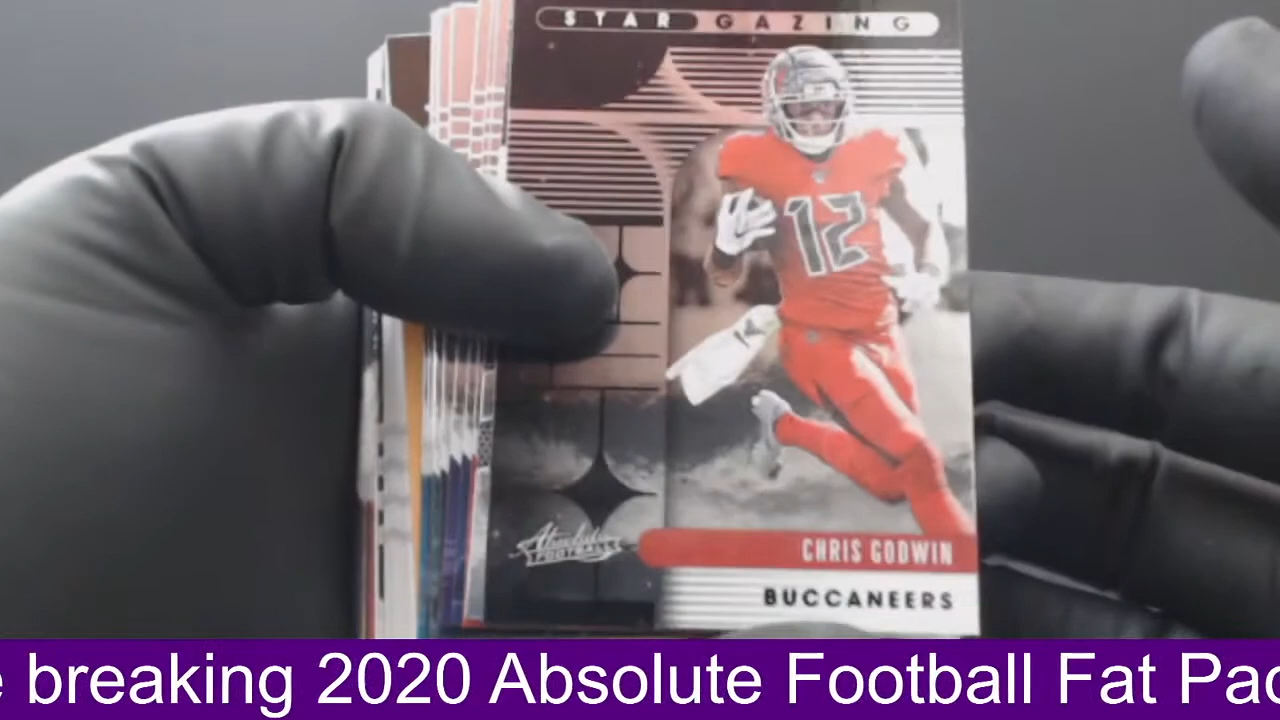 STAR GAZING
12
Absolute
FOOTBALL
CHRIS GODWIN
BUCCANEERS
breaking 2020 Absolute Football Fat Pac